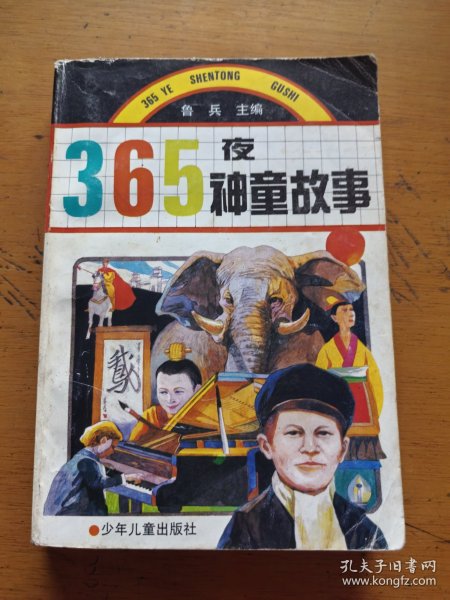 365 YE SHENTONG GUSHI
鲁兵 主编
365夜
神童故事
鵞
●少年儿童出版社
孔夫子旧书网
www.kongfz.com